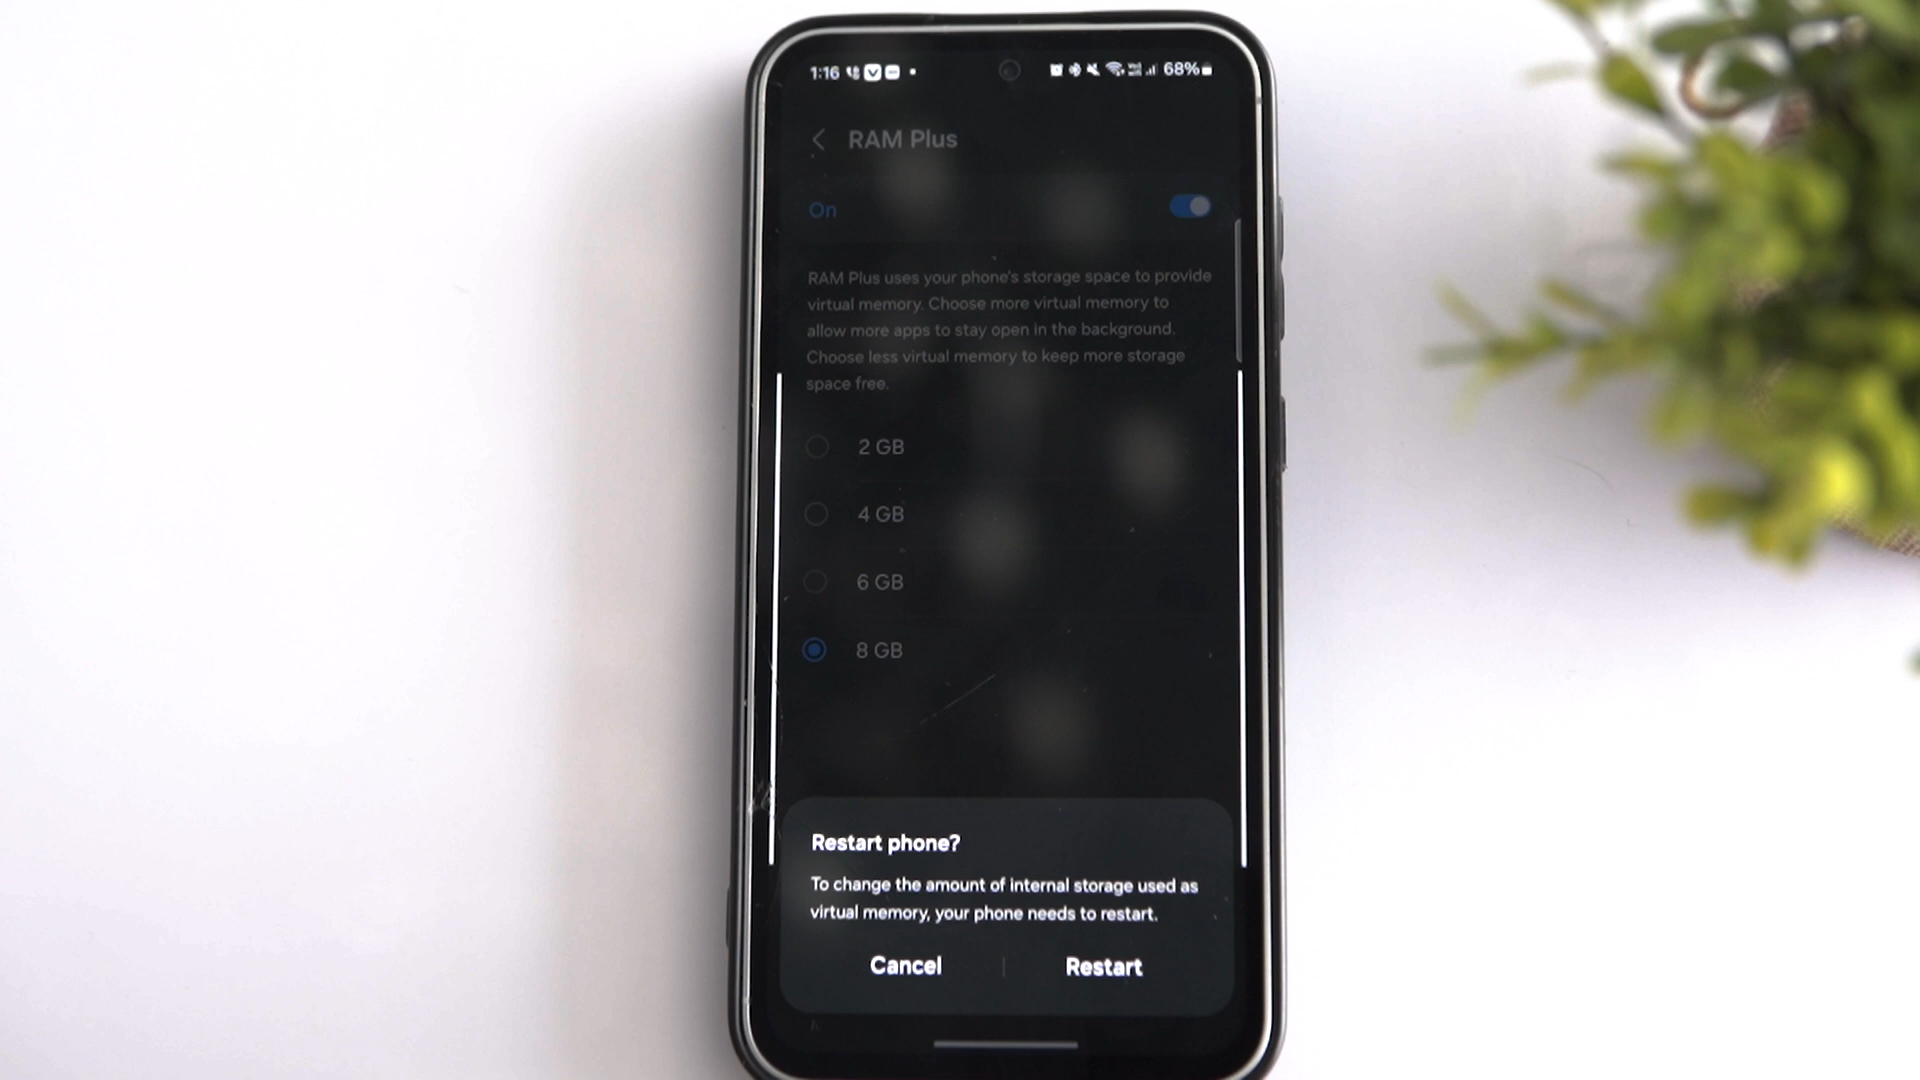 1:16 68%
RAM Plus
On
RAM Plus uses your phone's storage space to provide
virtual memory. Choose more virtual memory to
allow more apps to stay open in the background.
Choose less virtual memory to keep more storage
space free.
2 GB
4 GB
6 GB
8 GB
Restart phone?
To change the amount of internal storage used as
virtual memory, your phone needs to restart.
Cancel Restart